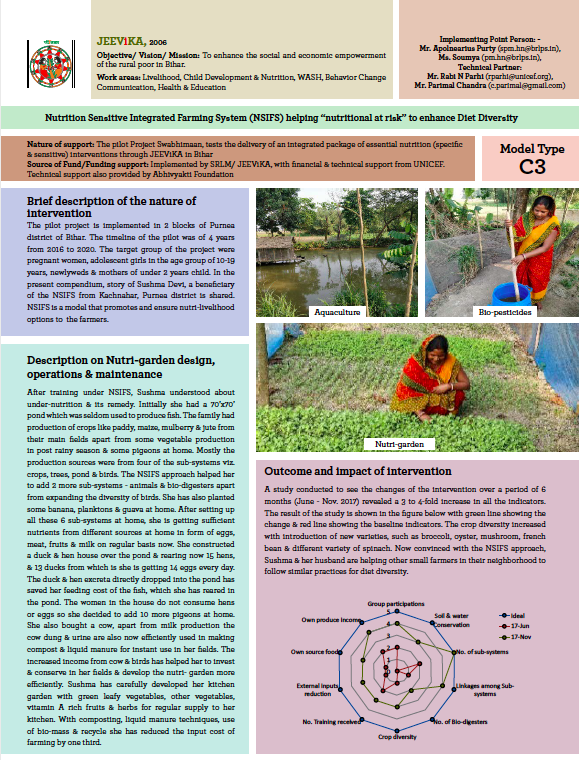 JEEViKA, 2006
Objective/ Vision/ Mission: To enhance the social and economic empowerment
of the rural poor in Bihar.
Work areas: Livelihood, Child Development & Nutrition, WASH, Behavior Change
Communication, Health & Education
Implementing Point Person: -
Mr. Apolnearius Purty (spm.hn@brlps.in),
Ms. Soumya (pm.hn@brlps.in),
Technical Partner:
Mr. Rabi N Parhi (rparhi@unicef.org),
Mr. Parimal Chandra (c.parimal@gmail.com)
Nutrition Sensitive Integrated Farming System (NSIFS) helping "nutritional at risk" to enhance Diet Diversity
Nature of support: The pilot Project Swabhimaan, tests the delivery of an integrated package of essential nutrition (specific
& sensitive) interventions through JEEViKA in Bihar
Source of Fund/Funding support: Implemented by SRLM/ JEEViKA, with financial & technical support from UNICEF.
Technical support also provided by Abhivyakti Foundation
Model Type
C3
Brief description of the nature of
intervention
The pilot project is implemented in 2 blocks of Purnea
district of Bihar. The timeline of the pilot was of 4 years
from 2016 to 2020. The target group of the project were
pregnant women, adolescent girls in the age group of 10-19
years, newlyweds & mothers of under 2 years child. In the
present compendium, story of Sushma Devi, a beneficiary
of the NSIFS from Kachnahar, Purnea district is shared.
NSIFS is a model that promotes and ensure nutri-livelihood
options to the farmers.
Aquaculture
Bio-pesticides
Nutri-garden
Description on Nutri-garden design,
operations & maintenance
After training under NSIFS, Sushma understood about
under-nutrition & its remedy. Initially she had a 70'x70'
pond which was seldom used to produce fish. The family had
production of crops like paddy, maize, mulberry & jute from
their main fields apart from some vegetable production
in post rainy season & some pigeons at home. Mostly the
production sources were from four of the sub-systems viz.
crops, trees, pond & birds. The NSIFS approach helped her
to add 2 more sub-systems - animals & bio-digesters apart
from expanding the diversity of birds. She has also planted
some banana, planktons & guava at home. After setting up
all these 6 sub-systems at home, she is getting sufficient
nutrients from different sources at home in form of eggs,
meat, fruits & milk on regular basis now. She constructed
a duck & hen house over the pond & rearing now 15 hens,
& 13 ducks from which is she is getting 14 eggs every day.
The duck & hen excreta directly dropped into the pond has
saved her feeding cost of the fish, which she has reared in
the pond. The women in the house do not consume hens
or eggs so she decided to add 10 more pigeons at home.
She also bought a cow, apart from milk production the
cow dung & urine are also now efficiently used in making
compost & liquid manure for instant use in her fields. The
increased income from cow & birds has helped her to invest
& conserve in her fields & develop the nutri- garden more
efficiently. Sushma has carefully developed her kitchen
garden with green leafy vegetables, other vegetables,
vitamin A rich fruits & herbs for regular supply to her
kitchen. With composting, liquid manure techniques, use
of bio-mass & recycle she has reduced the input cost of
farming by one third.
Outcome and impact of intervention
A study conducted to see the changes of the intervention over a period of 6
months (June - Nov. 2017) revealed a 3 to 4-fold increase in all the indicators.
The result of the study is shown in the figure below with green line showing the
change & red line showing the baseline indicators. The crop diversity increased
with introduction of new varieties, such as broccoli, oyster, mushroom, french
bean & different variety of spinach. Now convinced with the NSIFS approach,
Sushma & her husband are helping other small farmers in their neighborhood to
follow similar practices for diet diversity.
Group participations
Soil & water
Conservation
No. of sub-systems
Linkages among Sub-
systems
No. of Bio-digesters
Crop diversity
No. Training received
External inputs
reduction
Own source food
Own produce income
5
4
3
2
1
0
Ideal
17-Jun
17-Nov